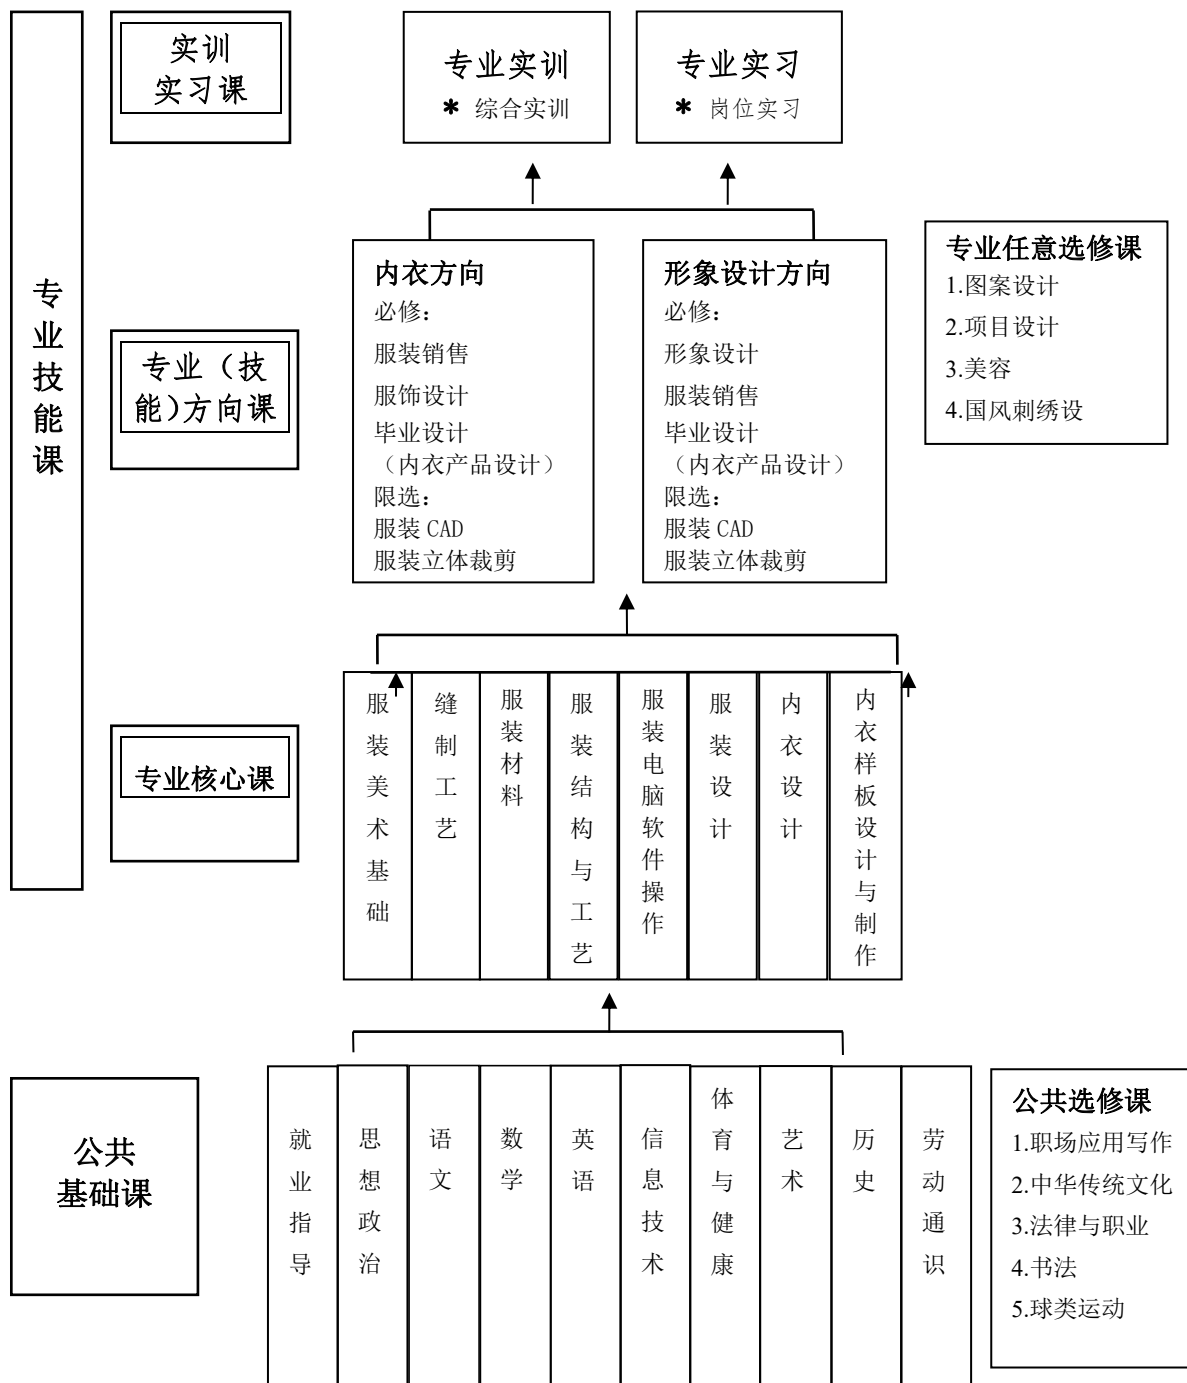 实训
实习课
专业实训
* 综合实训
专业实习
* 岗位实习
专业技能课
专业（技
能）方向课
内衣方向
必修：
服装销售
服饰设计
毕业设计
（内衣产品设计）
限选：
服装 CAD
服装立体裁剪
形象设计方向
必修：
形象设计
服装销售
毕业设计
（内衣产品设计）
限选：
服装 CAD
服装立体裁剪
专业任意选修课
1.图案设计
2.项目设计
3.美容
4.国风刺绣设
专业核心课
服装美术基础
缝制工艺
服装材料
服装结构与工艺
服装电脑软件操作
服装设计
内衣设计
内衣样板设计与制作
公共
基础课
就业指导
思想政治
语文
数学
英语
信息技术
体育与健康
艺术
历史
劳动通识
公共选修课
1.职场应用写作
2.中华传统文化
3.法律与职业
4.书法
5.球类运动